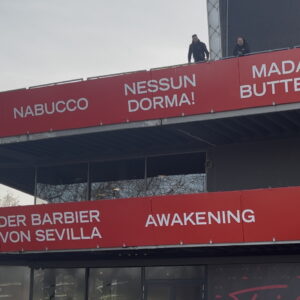 NABUCCO
NESSUN
DORMA!
MADA
BUTTE
DER BARBIER
VON SEVILLA
AWAKENING